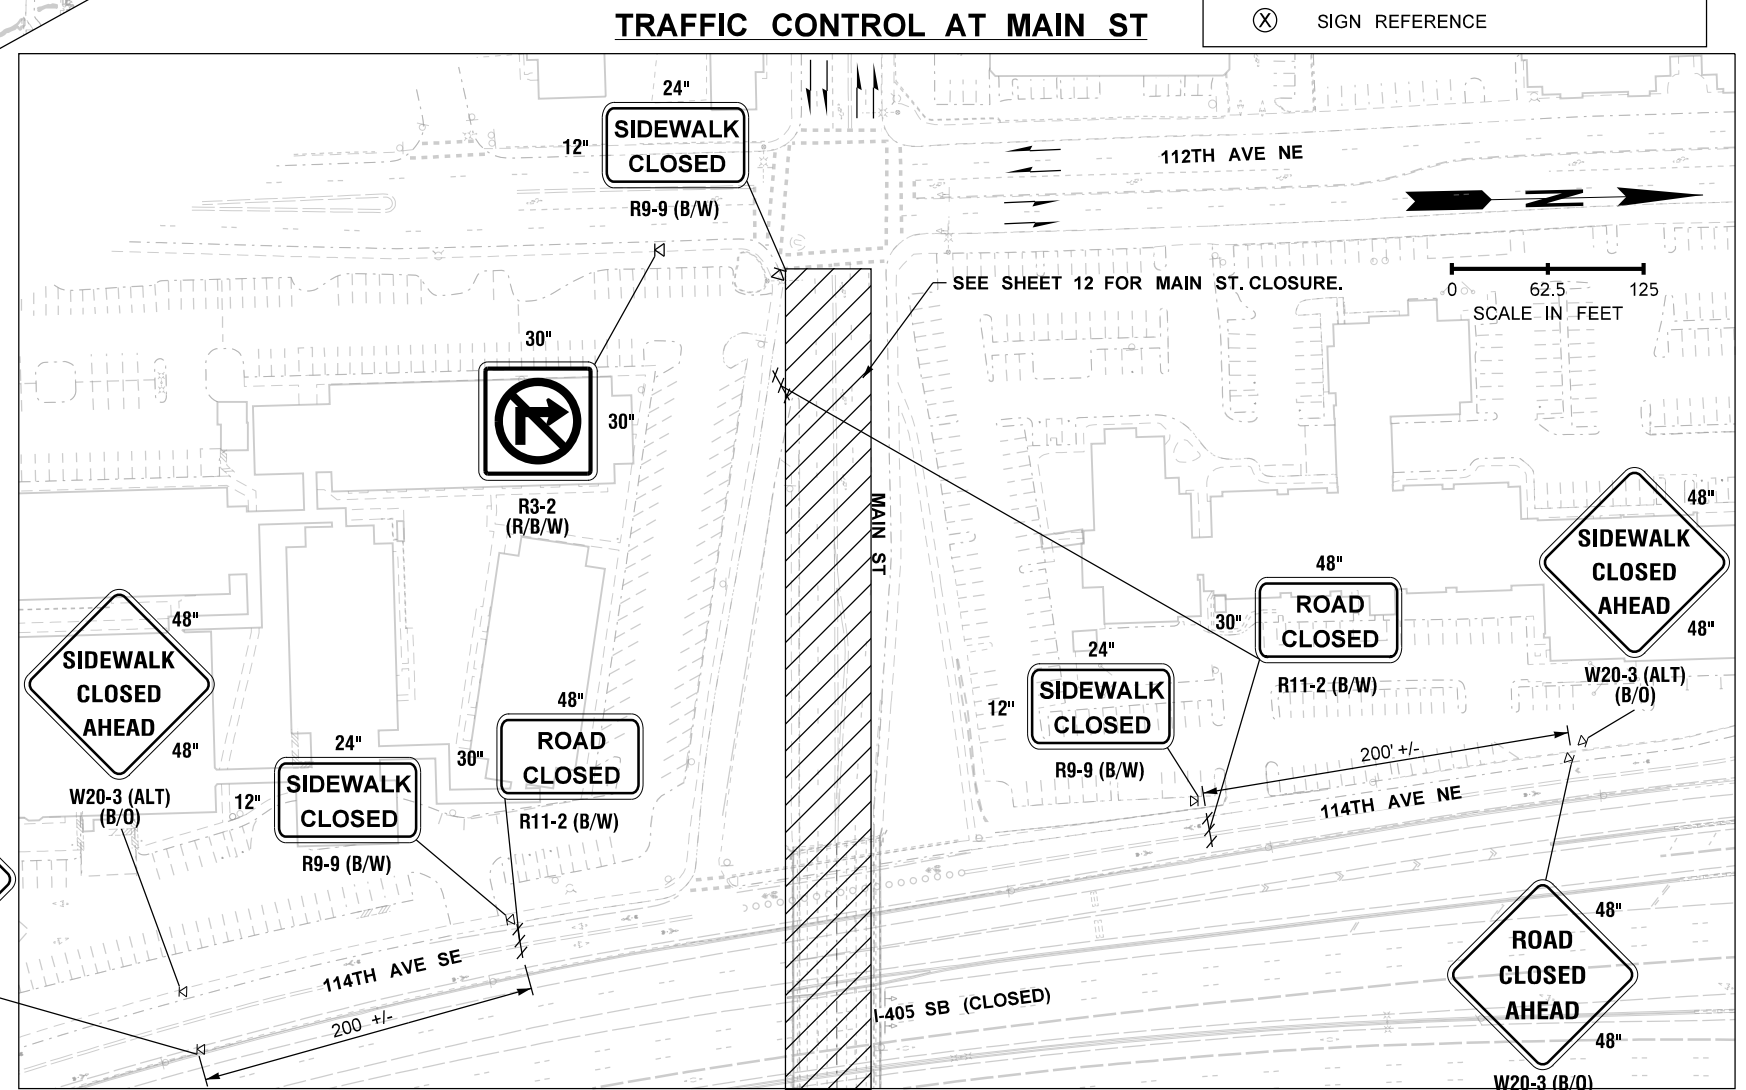 TRAFFIC CONTROL AT MAIN ST
X SIGN REFERENCE
24"
12"
SIDEWALK
CLOSED
R9-9 (B/W)
112TH AVE NE
N
SEE SHEET 12 FOR MAIN ST. CLOSURE.
0 62.5 125
SCALE IN FEET
30"
30"
R3-2
(R/B/W)
MAIN ST
48"
SIDEWALK
CLOSED
AHEAD
48"
W20-3 (ALT)
(B/O)
48"
30"
ROAD
CLOSED
R11-2 (B/W)
24"
12"
SIDEWALK
CLOSED
R9-9 (B/W)
200' +/-
114TH AVE NE
48"
SIDEWALK
CLOSED
AHEAD
48"
W20-3 (ALT)
(B/O)
24"
12"
SIDEWALK
CLOSED
R9-9 (B/W)
48"
30"
ROAD
CLOSED
R11-2 (B/W)
114TH AVE SE
200 +/-
I-405 SB (CLOSED)
48"
ROAD
CLOSED
AHEAD
48"
W20-3 (B/O)